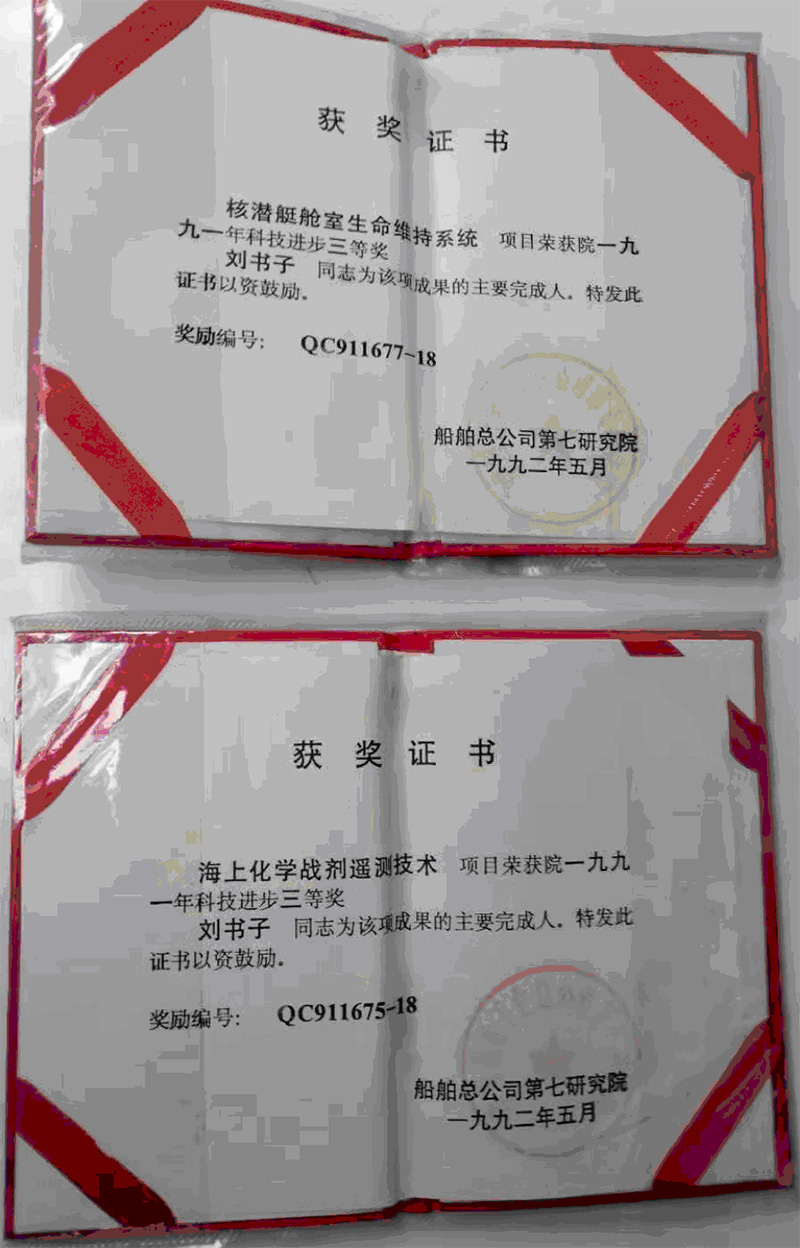 获奖证书
核潜艇舱室生命维持系统 项目荣获院一九
九一年科技进步三等奖
刘书子 同志为该项成果的主要完成人。特发此
证书以资鼓励。
奖励编号: QC911677-18
船舶总公司第七研究院
一九九二年五月
获奖证书
海上化学战剂遥测技术 项目荣获院一九九
一年科技进步三等奖
刘书子 同志为该项成果的主要完成人。特发此
证书以资鼓励。
奖励编号: QC911675-18
船舶总公司第七研究院
一九九二年五月